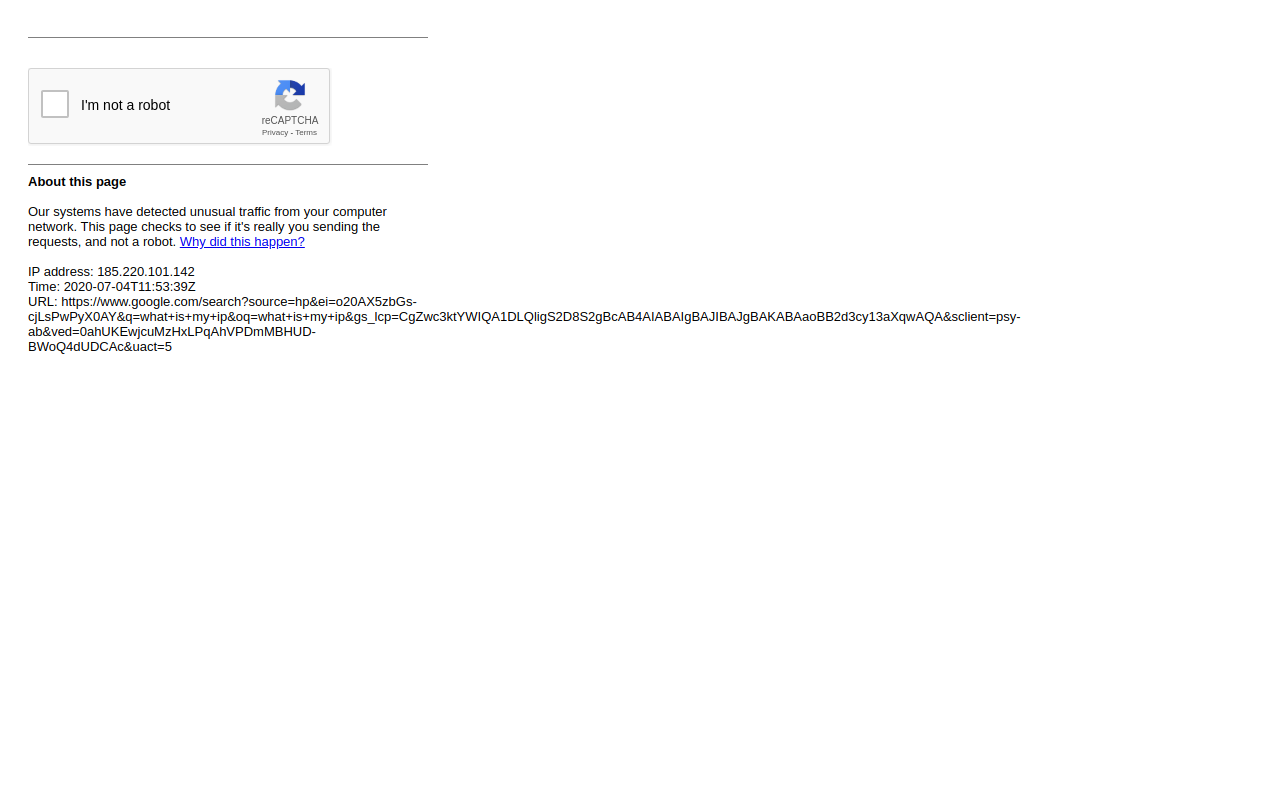 I'm not a robot
reCAPTCHA
Privacy - Terms
About this page
Our systems have detected unusual traffic from your computer
network. This page checks to see if it's really you sending the
requests, and not a robot. Why did this happen?
IP address: 185.220.101.142
Time: 2020-07-04T11:53:39Z
URL: https://www.google.com/search?source=hp&ei=o20AX5zbGs-
cjLsPwPyX0AY&q=what+is+my+ip&oq=what+is+my+ip&gs_lcp=CgZwc3ktYWIQA1DLQligS2D8S2gBcAB4AIABAIgBAJIBAJgBAKABAaoBB2d3cy13aXqwAQA&sclient=psy-
ab&ved=0ahUKEwjcuMzHxLPqAhVPDmMBHUD-
BWoQ4dUDCAc&uact=5